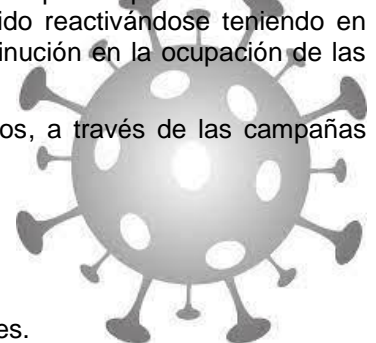 ido reactivándose teniendo en
inución en la ocupación de las
os, a través de las campañas
es.